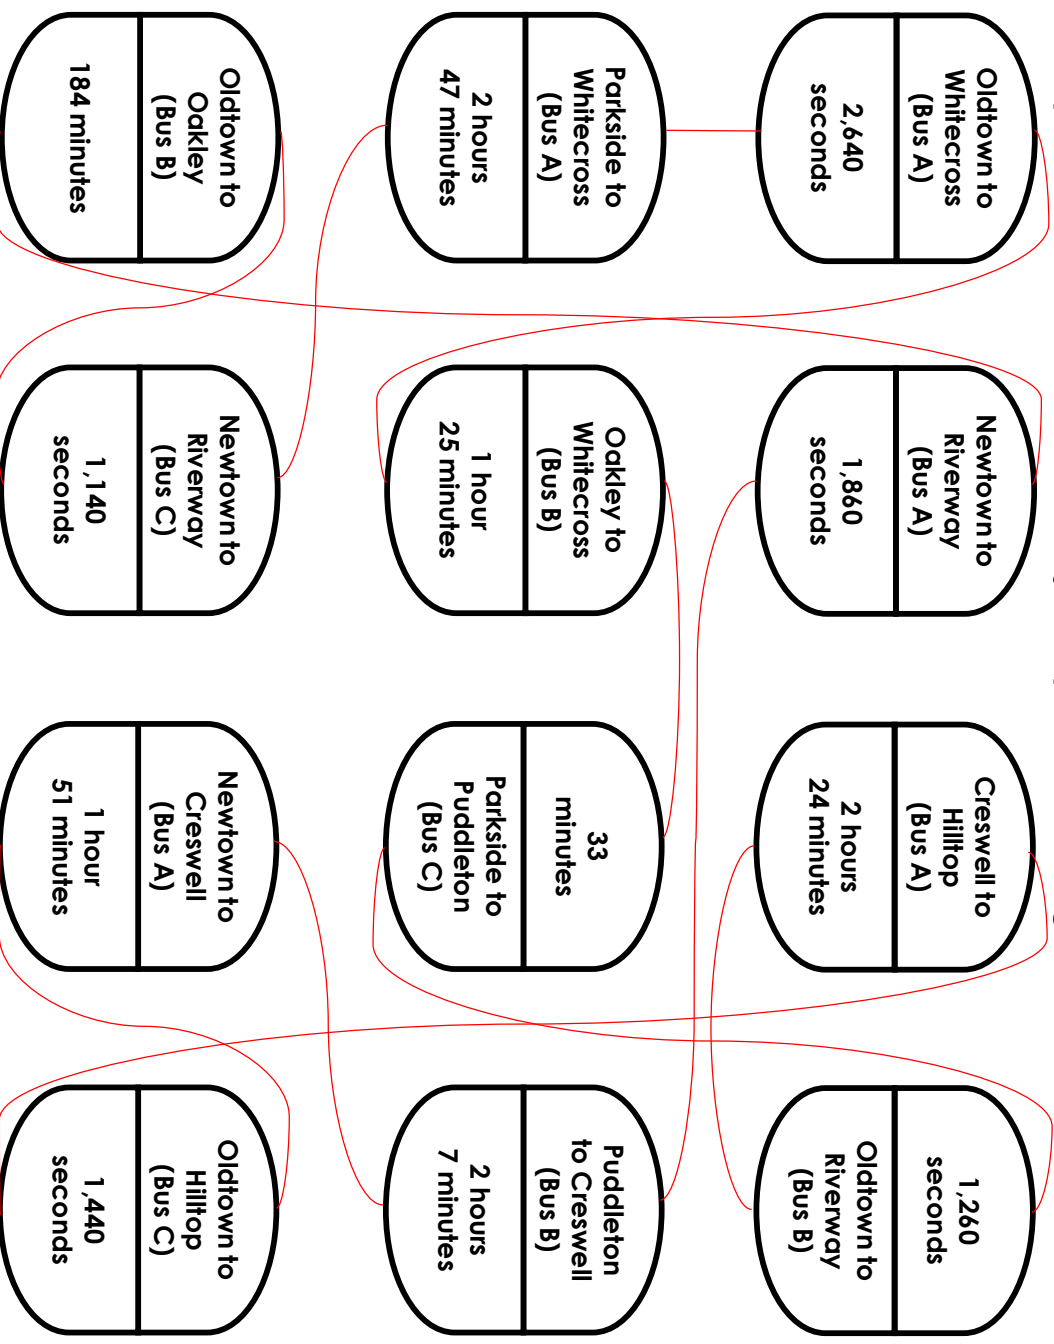 Oldtown to
Whitecross
(Bus A)
2,640
seconds
Newtown to
Riverway
(Bus A)
1,860
seconds
Creswell to
Hilltop
(Bus A)
2 hours
24 minutes
1,260
seconds
Oldtown to
Riverway
(Bus B)
Parkside to
Whitecross
(Bus A)
2 hours
47 minutes
Oakley to
Whitecross
(Bus B)
1 hour
25 minutes
33
minutes
Parkside to
Puddleton
(Bus C)
Puddleton
to Creswell
(Bus B)
2 hours
7 minutes
Oldtown to
Oakley
(Bus B)
184 minutes
Newtown to
Riverway
(Bus C)
1,140
seconds
Newtown to
Creswell
(Bus A)
1 hour
51 minutes
Oldtown to
Hilltop
(Bus C)
1,440
seconds